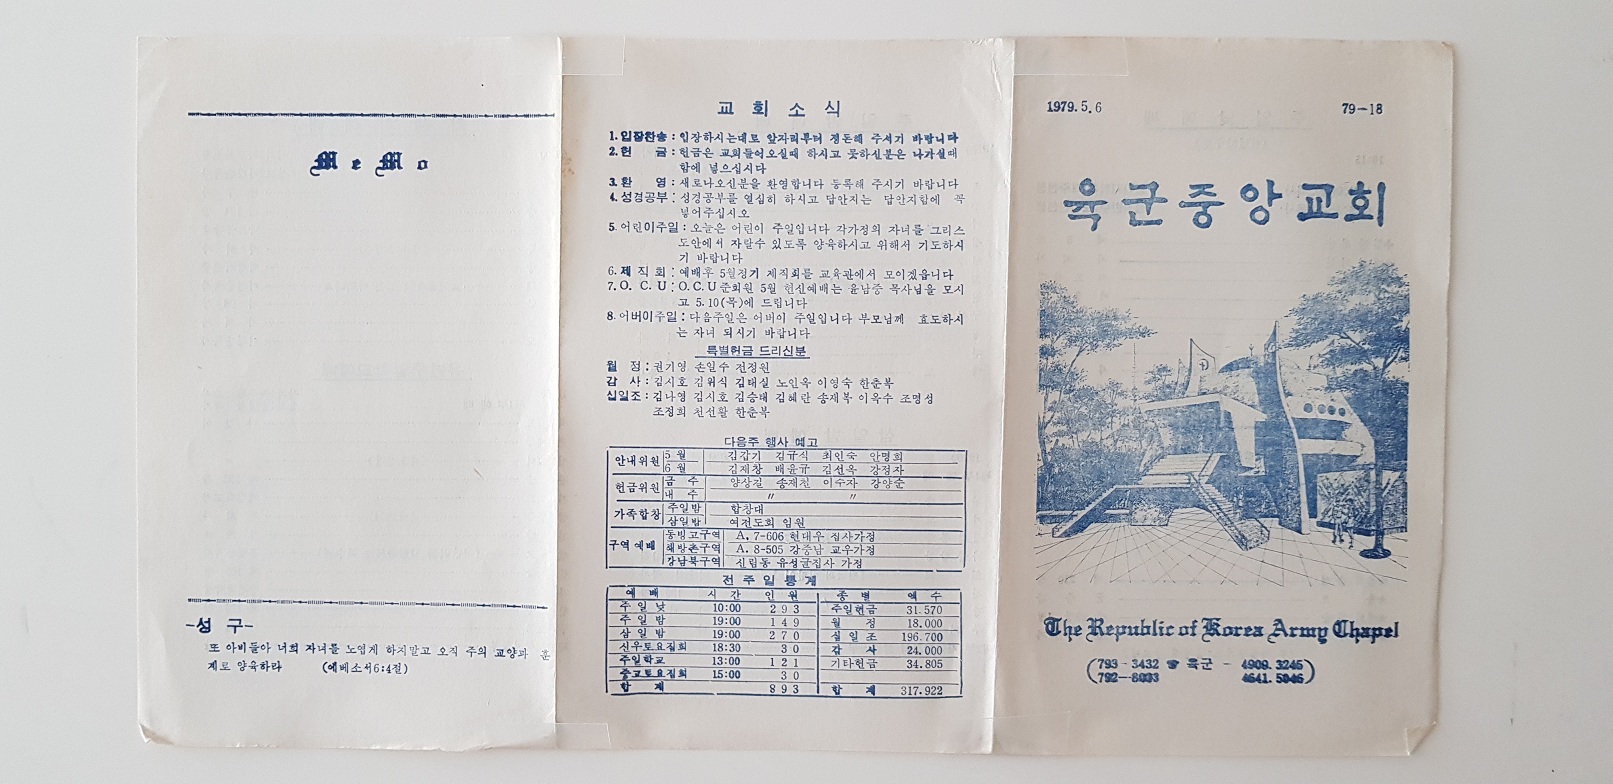 MeMo
-성 구-
또 아비들아 너희 자녀를 노엽게 하지말고 오직 주의 교양과 훈
계로 양육하라 (에베소서6:4절)
교 회 소 식
1. 입장찬송 : 입장하시는대로 앞자리부터 정돈해 주시기 바랍니다
2. 헌 금 : 헌금은 교회들어오실때 하시고 못하신분은 나가실때
함에 넣으십시다
3. 환 영 : 새로나오신분을 환영합니다 등록해 주시기 바랍니다
4. 성경공부 : 성경공부를 열심히 하시고 답안지는 답안지함에 꼭
넣어주십시오
5. 어린이주일 : 오늘은 어린이 주일입니다 각가정의 자녀를 그리스
도안에서 자랄수 있도록 양육하시고 위해서 기도하시
기 바랍니다
6. 제 직 회 : 예배후 5월정기 제직회를 교육관에서 모이겠읍니다
7. O. C. U : O.C.U준회원 5월 헌신예배는 윤남중 목사님을 모시
고 5.10(목)에 드립니다
8. 어버이주일 : 다음주일은 어버이 주일입니다 부모님께 효도하시
는 자녀 되시기 바랍니다
특별헌금 드리신분
월 정 : 권기영 손일수 전정원
감 사 : 김시호 김위식 김태실 노인옥 이영숙 한춘복
십일조 : 김나영 김시호 김승태 김혜란 송재복 이옥수 조명성
조정희 천선활 한춘복
다음주 행사 예고
안내위원 5 월 김갑기 김규식 최인숙 안명희
6 월 김재창 배윤규 김선옥 강정자
헌금위원 금 주 양상길 송재천 이수자 강양순
내 주 〃 〃
가족합창 주일밤 합창대
삼일밤 여전도회 임원
구역 예배 동빙고구역 A. 7-606 현대우 집사가정
해방촌구역 A. 8-505 강중남 교우가정
강남북구역 신림동 유성균집사 가정
전 주 일 통 계
예 배 시 간 인 원 종 별 액 수
주 일 낮 10:00 293 주일헌금 31.570
주 일 밤 19:00 149 월 정 18.000
삼 일 밤 19:00 270 십 일 조 196.700
신우토요집회 18:30 30 감 사 24.000
주일학교 13:00 121 기타헌금 34.805
중고토요집회 15:00 30
합 계 893 합 계 317.922
1979. 5. 6 79-18
육군중앙교회
The Republic of Korea Army Chapel
(793-3432 ☎ 육군 - 4909. 3245
792-8033 4641. 5046)